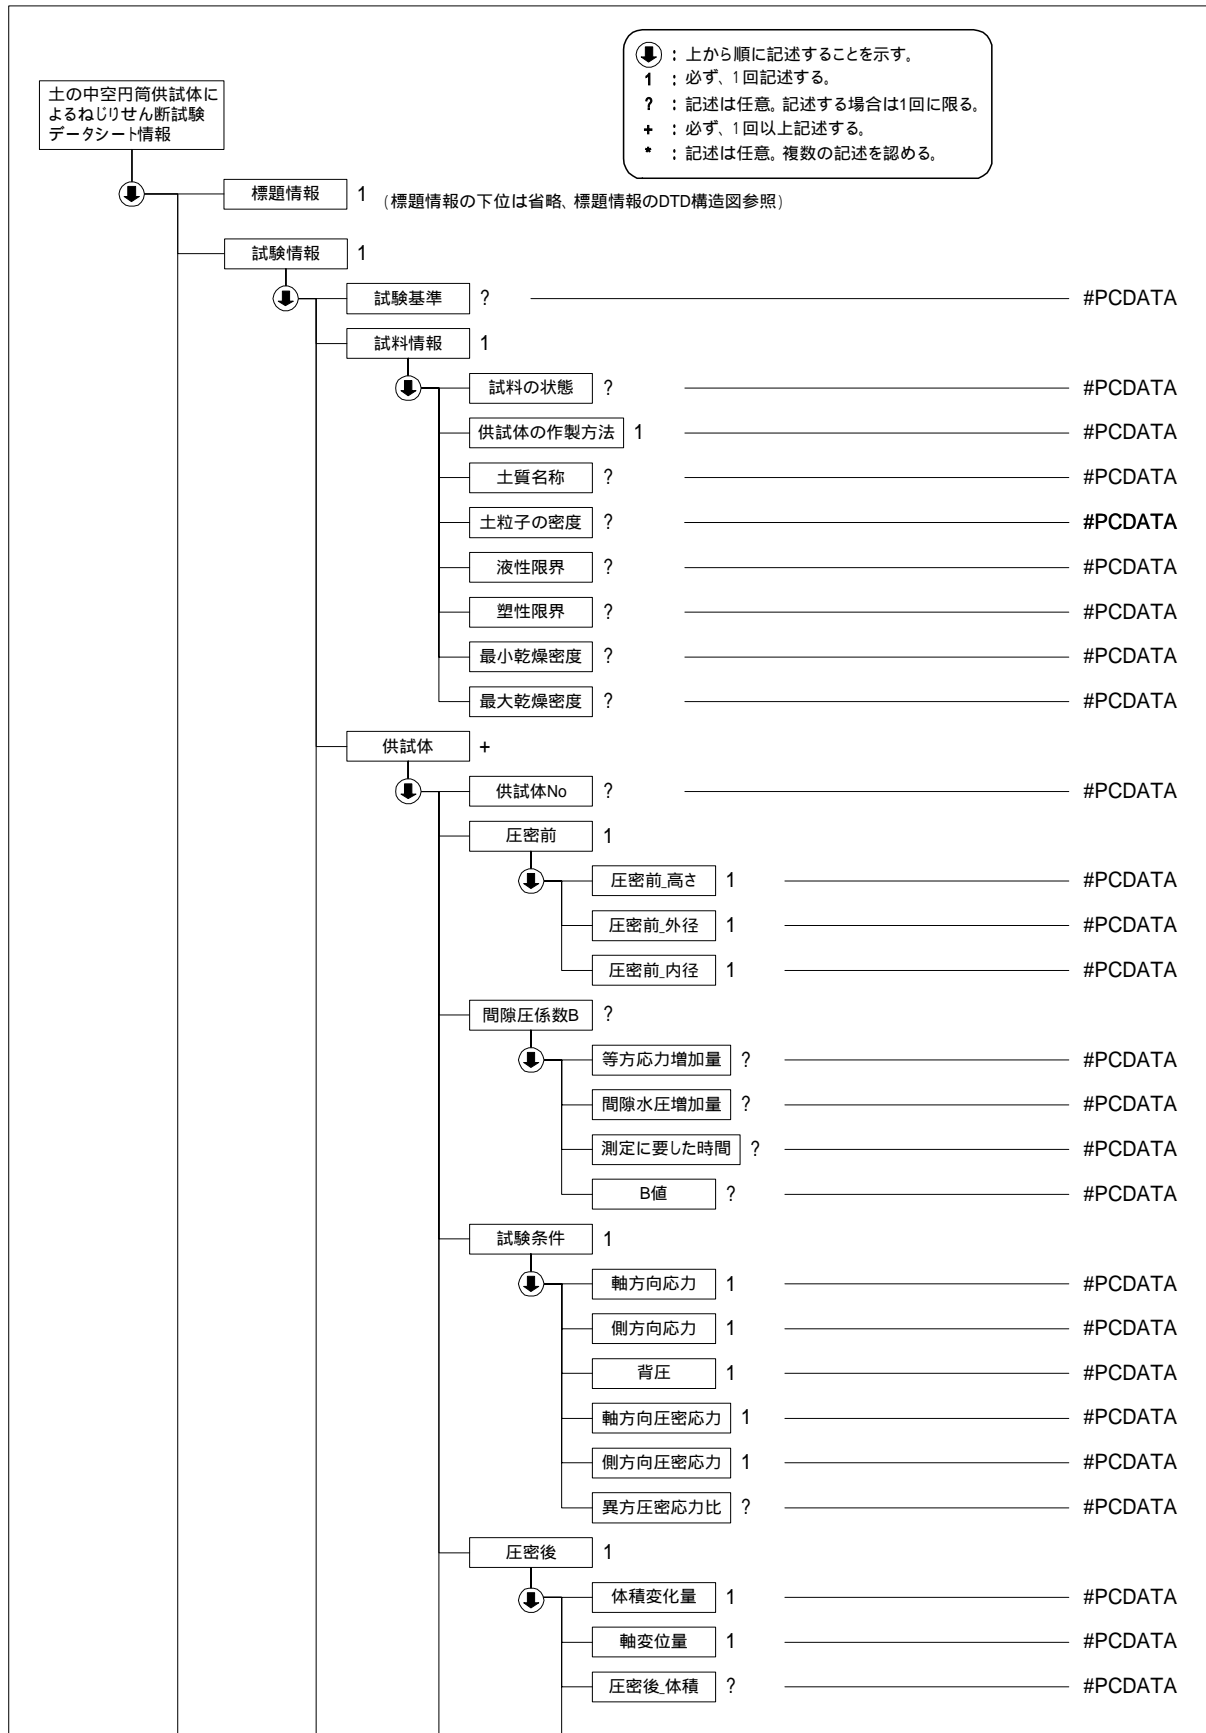 ：上から順に記述することを示す。
1 ：必ず、1回記述する。
? ：記述は任意。記述する場合は1回に限る。
+ ：必ず、1回以上記述する。
* ：記述は任意。複数の記述を認める。
土の中空円筒供試体に
よるねじりせん断試験
データシート情報
標題情報 1 (標題情報の下位は省略、標題情報のDTD構造図参照)
試験情報 1
試験基準 ? #PCDATA
試料情報 1
試料の状態 ? #PCDATA
供試体の作製方法 1 #PCDATA
土質名称 ? #PCDATA
土粒子の密度 ? #PCDATA
液性限界 ? #PCDATA
塑性限界 ? #PCDATA
最小乾燥密度 ? #PCDATA
最大乾燥密度 ? #PCDATA
供試体 +
供試体No ? #PCDATA
圧密前 1
圧密前_高さ 1 #PCDATA
圧密前_外径 1 #PCDATA
圧密前_内径 1 #PCDATA
間隙圧係数B ?
等方応力増加量 ? #PCDATA
間隙水圧増加量 ? #PCDATA
測定に要した時間 ? #PCDATA
B値 ? #PCDATA
試験条件 1
軸方向応力 1 #PCDATA
側方向応力 1 #PCDATA
背圧 1 #PCDATA
軸方向圧密応力 1 #PCDATA
側方向圧密応力 1 #PCDATA
異方圧密応力比 ? #PCDATA
圧密後 1
体積変化量 1 #PCDATA
軸変位量 1 #PCDATA
圧密後_体積 ? #PCDATA